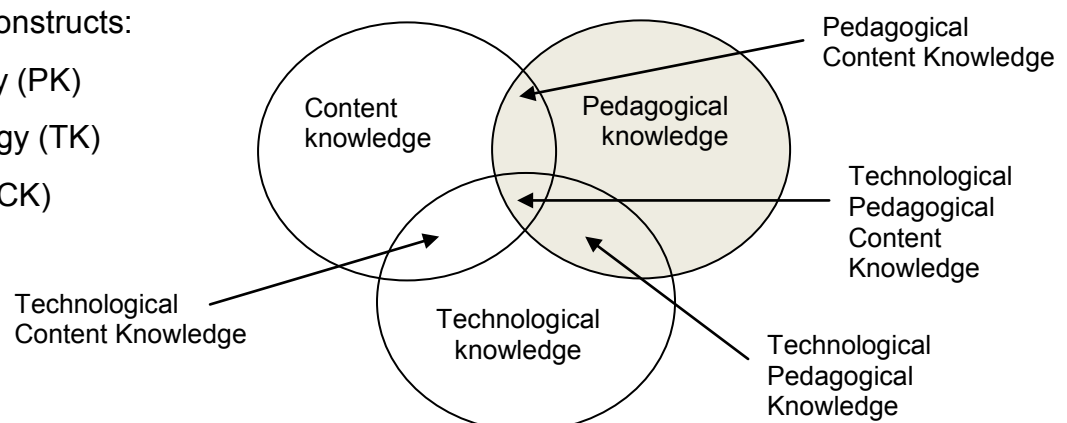 onstructs:
y (PK)
gy (TK)
CK)
Content
knowledge
Pedagogical
knowledge
Pedagogical
Content Knowledge
Technological
Pedagogical
Content
Knowledge
Technological
Content Knowledge
Technological
knowledge
Technological
Pedagogical
Knowledge